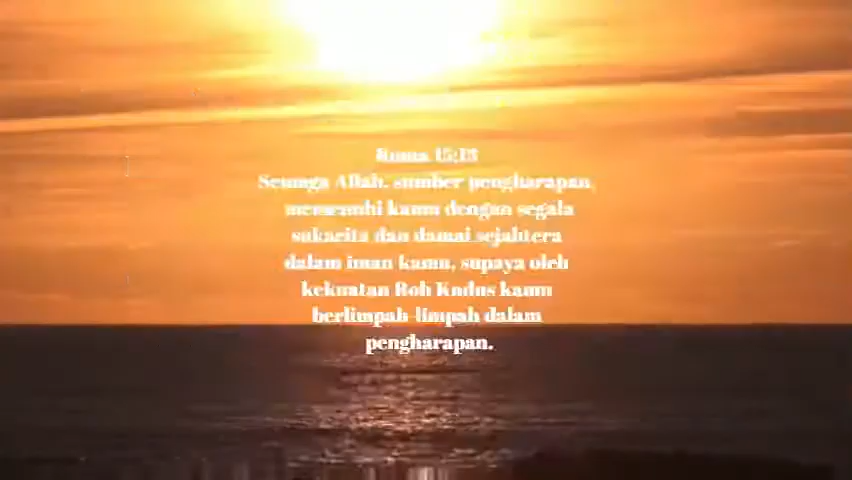 Roma 15:13
Semoga Allah, sumber pengharapan,
memenuhi kamu dengan segala
sukacita dan damai sejahtera
dalam iman kamu, supaya oleh
kekuatan Roh Kudus kamu
berlimpah-limpah dalam
pengharapan.